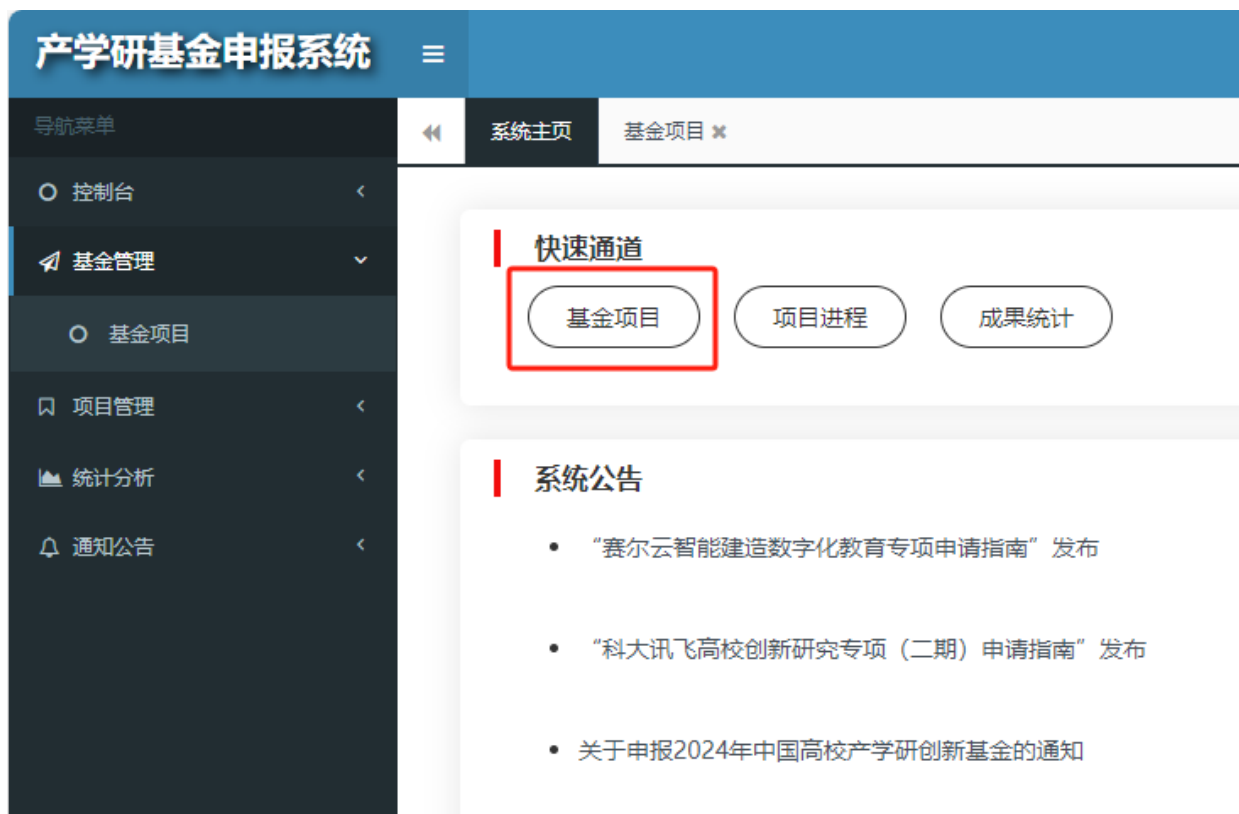 产学研基金申报系统
导航菜单
系统主页 基金项目
控制台
基金管理
基金项目
项目管理
统计分析
通知公告
快速通道
基金项目 项目进程 成果统计
系统公告
“赛尔云智能建造数字化教育专项申请指南”发布
“科大讯飞高校创新研究专项（二期）申请指南”发布
关于申报2024年中国高校产学研创新基金的通知